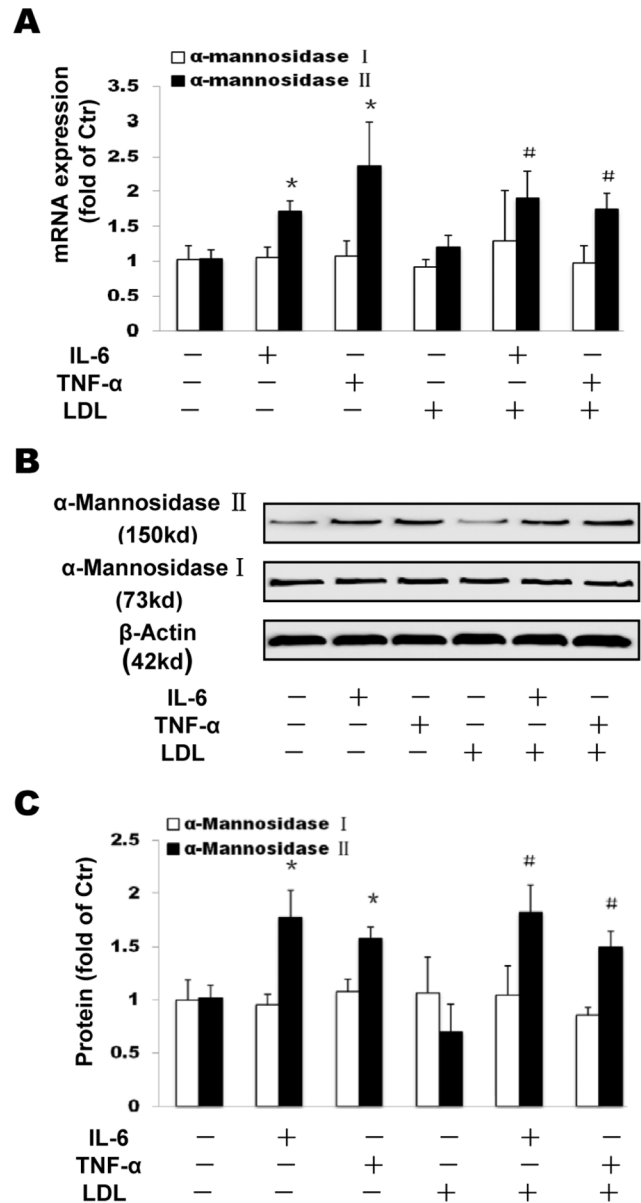 A
α-mannosidase Ⅰ
α-mannosidase Ⅱ
mRNA expression
(fold of Ctr)
3.5
3
2.5
2
1.5
1
0.5
0
* * # #
IL-6 − + − − + −
TNF-α − − + − − +
LDL − − − + + +
B
α-Mannosidase Ⅱ
(150kd)
α-Mannosidase Ⅰ
(73kd)
β-Actin
(42kd)
IL-6 − + − − + −
TNF-α − − + − − +
LDL − − − + + +
C
α-Mannosidase Ⅰ
α-Mannosidase Ⅱ
Protein (fold of Ctr)
2.5
2
1.5
1
0.5
0
* * # #
IL-6 − + − − + −
TNF-α − − + − − +
LDL − − − + + +